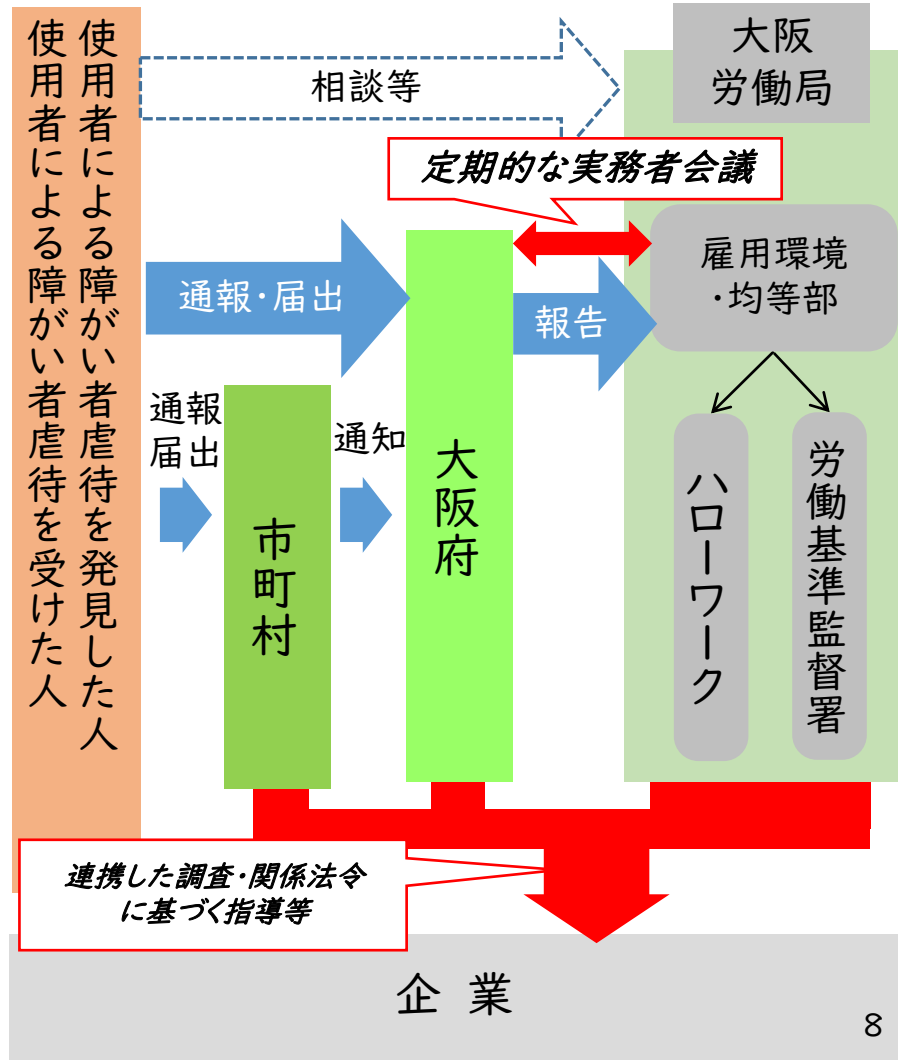 使用者による障がい者虐待を発見した人
使用者による障がい者虐待を受けた人
相談等
大阪
労働局
定期的な実務者会議
通報・届出
報告
雇用環境
・均等部
通報
届出
通知
市町村
大阪府
ハローワーク
労働基準監督署
連携した調査・関係法令
に基づく指導等
企業
8